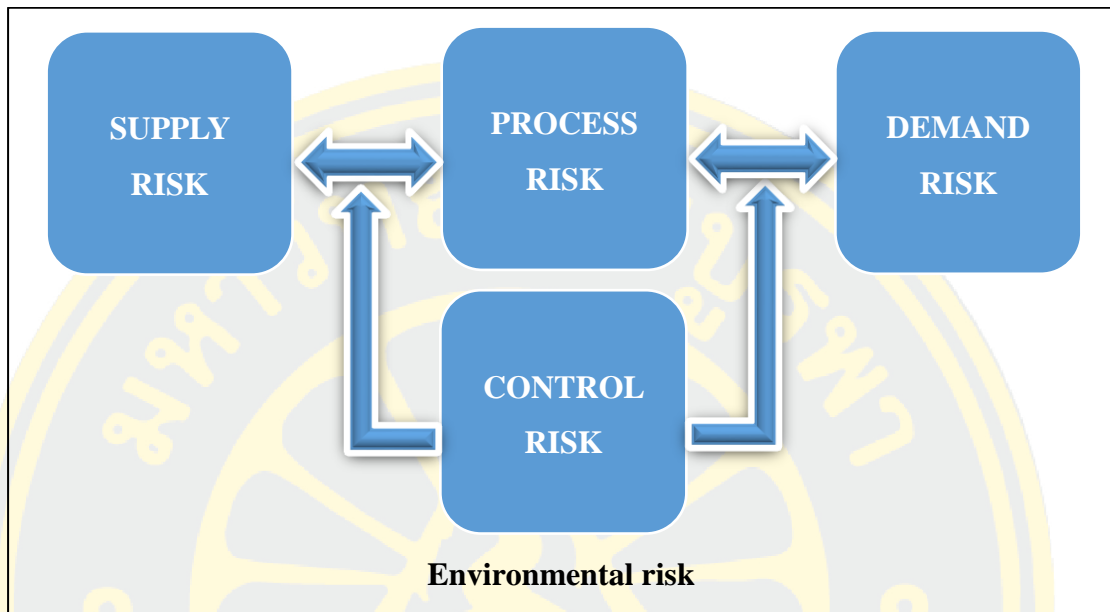 SUPPLY
RISK
PROCESS
RISK
DEMAND
RISK
CONTROL
RISK
Environmental risk